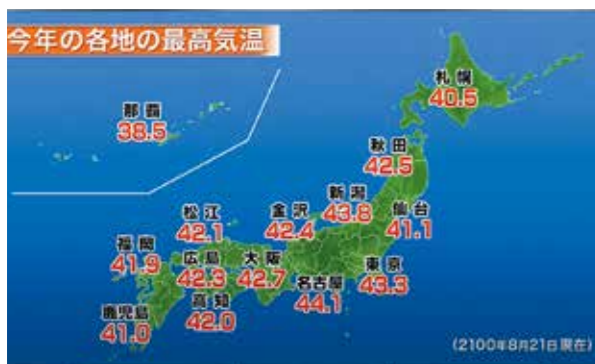 今年の各地の最高気温
札幌
40.5
那覇
38.5
秋田
42.5
新潟
43.8
仙台
41.1
金沢
42.4
松江
42.1
福岡
41.9
広島
42.3
大阪
42.7
東京
43.3
名古屋
44.1
高知
42.0
鹿児島
41.0
(2100年8月21日現在)